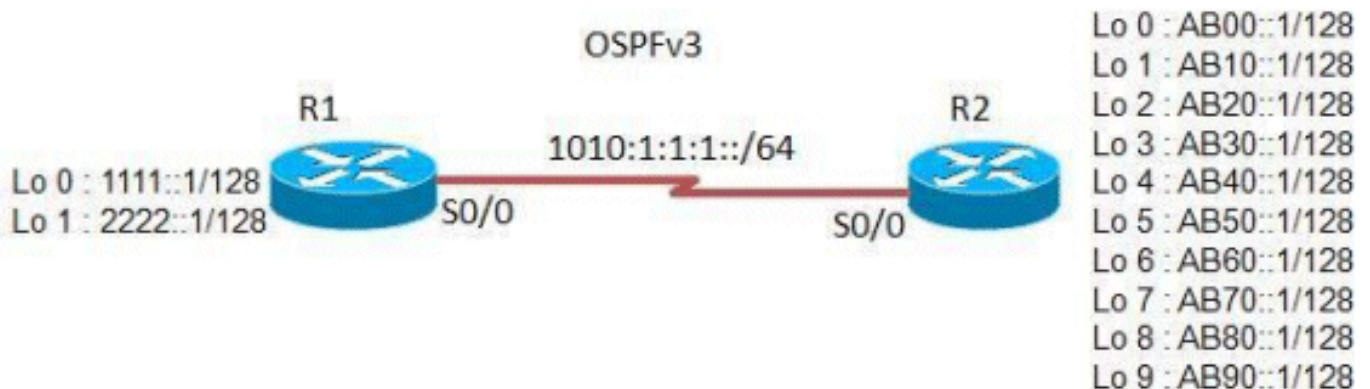 OSPFv3
R1
R2
1010:1:1:1::/64
S0/0
S0/0
Lo 0 : 1111::1/128
Lo 1 : 2222::1/128
Lo 0 : AB00::1/128
Lo 1 : AB10::1/128
Lo 2 : AB20::1/128
Lo 3 : AB30::1/128
Lo 4 : AB40::1/128
Lo 5 : AB50::1/128
Lo 6 : AB60::1/128
Lo 7 : AB70::1/128
Lo 8 : AB80::1/128
Lo 9 : AB90::1/128